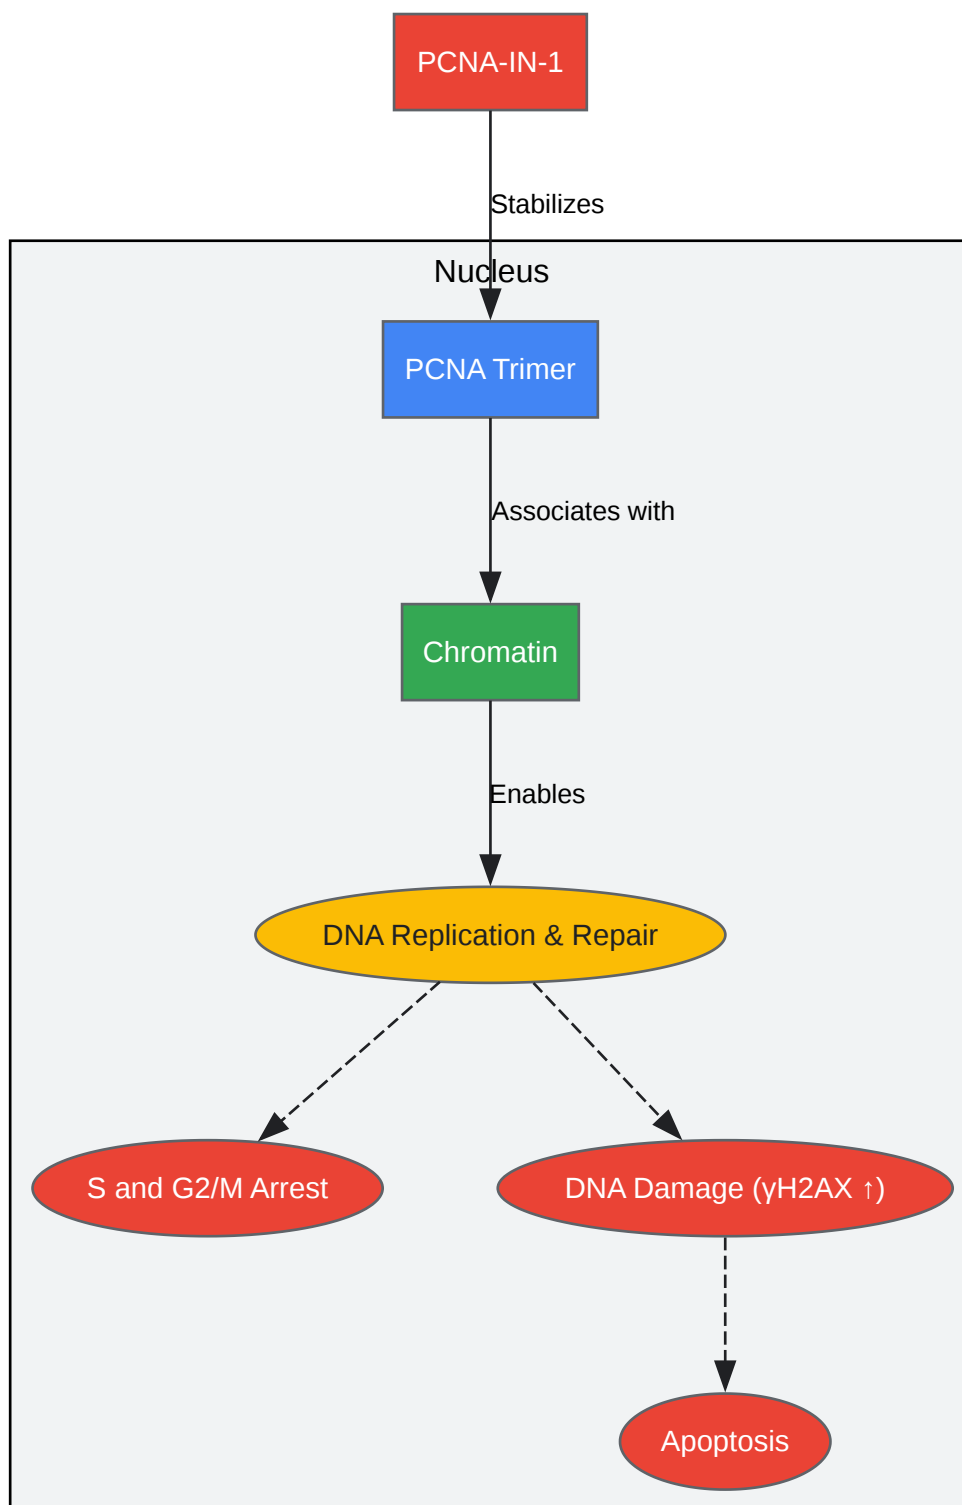 PCNA-IN-1
Stabilizes
Nucleus
PCNA Trimer
Associates with
Chromatin
Enables
DNA Replication & Repair
S and G2/M Arrest
DNA Damage (γH2AX ↑)
Apoptosis